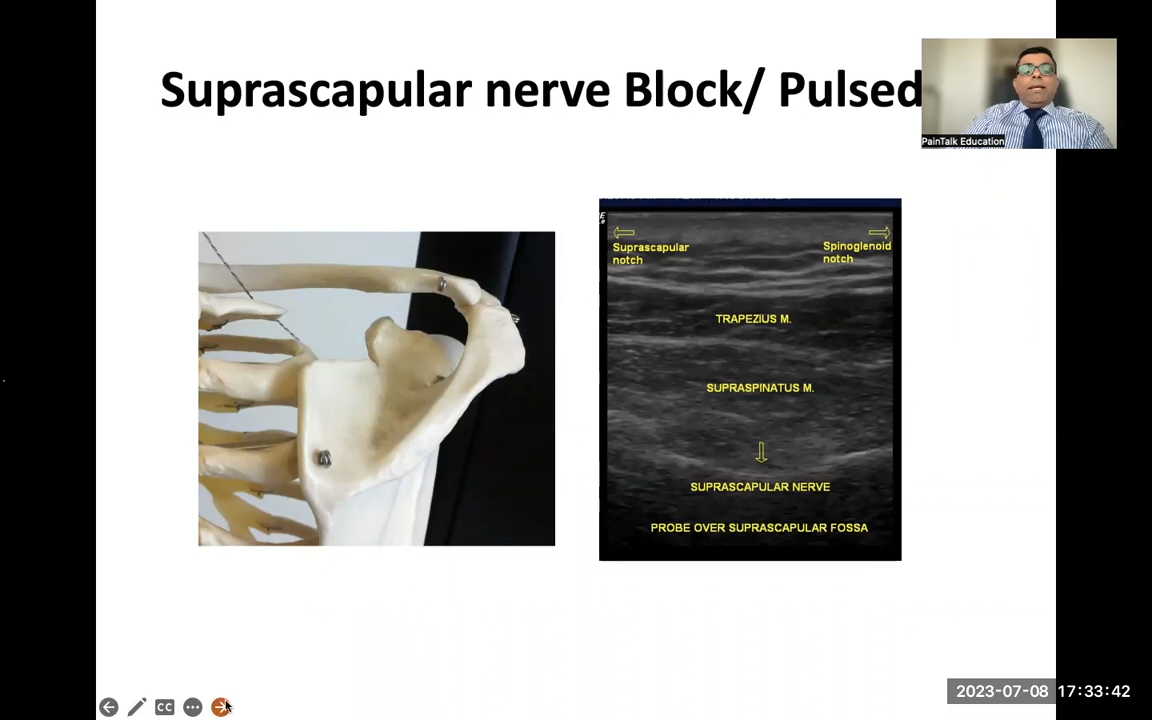 Suprascapular nerve Block/ Pulsed
PainTalk Education
Suprascapular
notch
Spinoglenoid
notch
TRAPEZIUS M.
SUPRASPINATUS M.
SUPRASCAPULAR NERVE
PROBE OVER SUPRASCAPULAR FOSSA
CC
2023-07-08 17:33:42